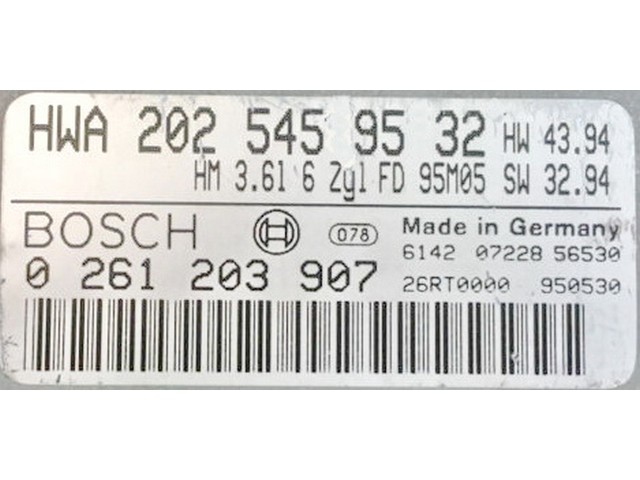 HWA 202 545 95 32 HW 43.94
HM 3.61 6 Zyl FD 95M05 SW 32.94
BOSCH 078 Made in Germany
6142 07228 56530
0 261 203 907 26RT0000 950530